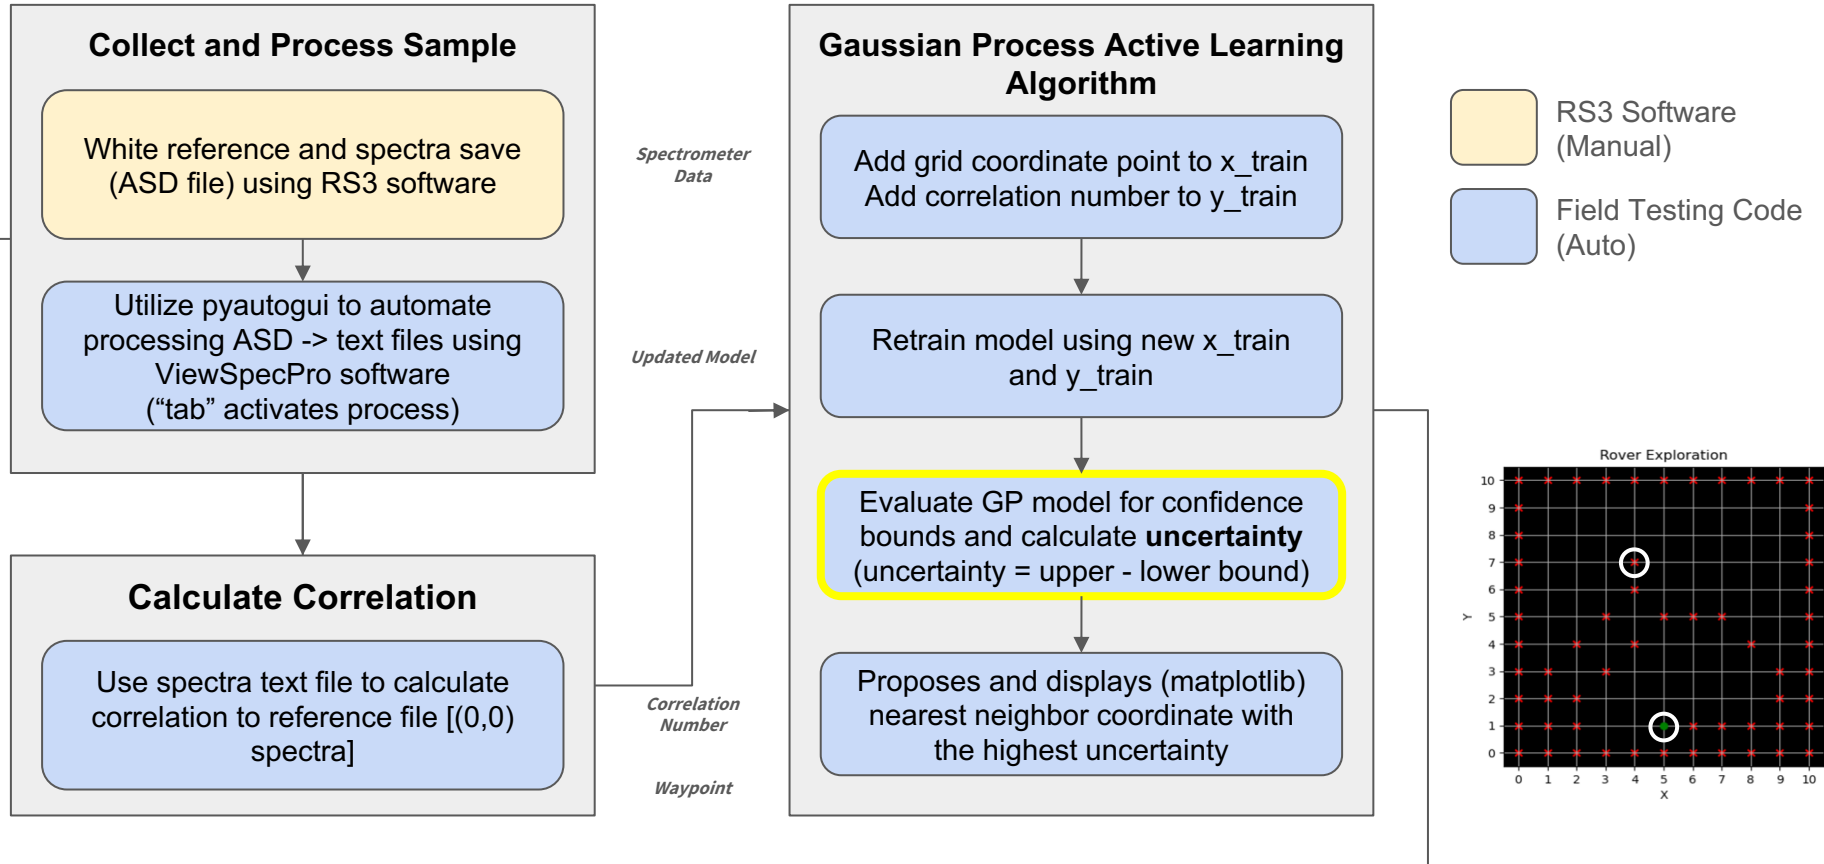 Collect and Process Sample
White reference and spectra save
(ASD file) using RS3 software
Utilize pyautogui to automate
processing ASD -> text files using
ViewSpecPro software
(“tab” activates process)
Calculate Correlation
Use spectra text file to calculate
correlation to reference file [(0,0)
spectra]
Spectrometer
Data
Updated Model
Correlation
Number
Waypoint
Gaussian Process Active Learning
Algorithm
Add grid coordinate point to x_train
Add correlation number to y_train
Retrain model using new x_train
and y_train
Evaluate GP model for confidence
bounds and calculate uncertainty
(uncertainty = upper - lower bound)
Proposes and displays (matplotlib)
nearest neighbor coordinate with
the highest uncertainty
RS3 Software
(Manual)
Field Testing Code
(Auto)
Rover Exploration
10
9
8
7
6
5
4
3
2
1
0
Y
0 1 2 3 4 5 6 7 8 9 10
X